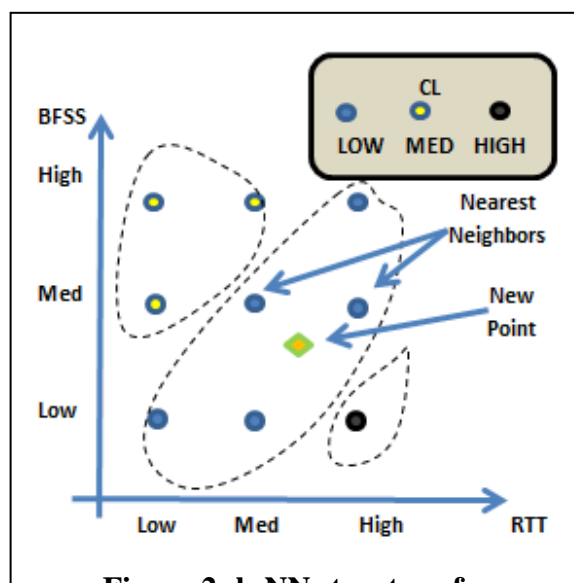 CL
LOW MED HIGH
BFSS
High
Nearest
Neighbors
Med
New
Point
Low
Low Med High RTT